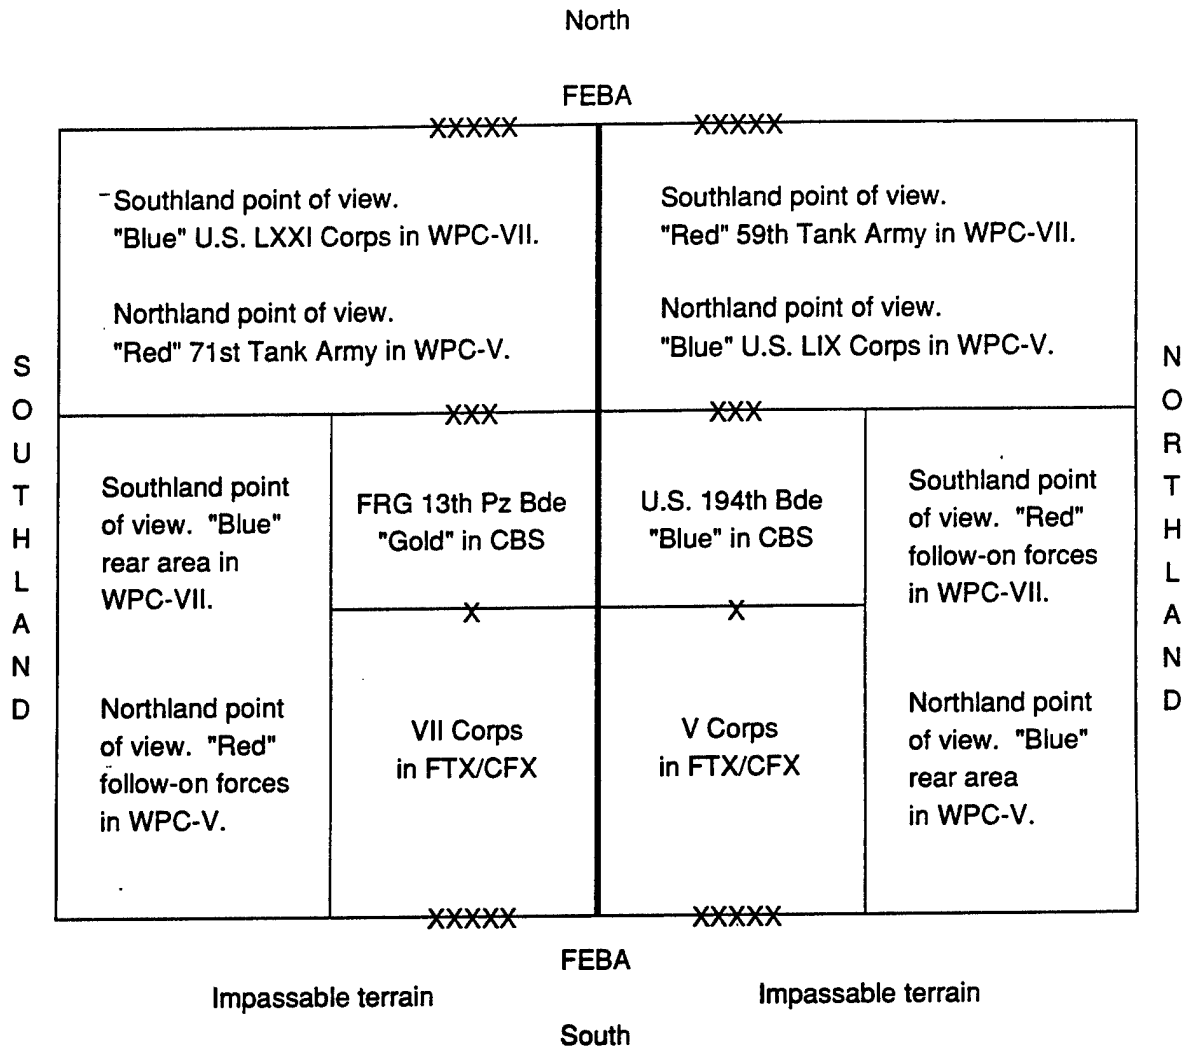 North
FEBA
XXXXX
XXXXX
Southland point of view.
"Blue" U.S. LXXI Corps in WPC-VII.
Northland point of view.
"Red" 71st Tank Army in WPC-V.
Southland point of view.
"Red" 59th Tank Army in WPC-VII.
Northland point of view.
"Blue" U.S. LIX Corps in WPC-V.
SOUTHLAND
NORTHLAND
XXX
XXX
Southland point
of view. "Blue"
rear area in
WPC-VII.
Northland point
of view. "Red"
follow-on forces
in WPC-V.
FRG 13th Pz Bde
"Gold" in CBS
U.S. 194th Bde
"Blue" in CBS
X
X
VII Corps
in FTX/CFX
V Corps
in FTX/CFX
Southland point
of view. "Red"
follow-on forces
in WPC-VII.
Northland point
of view. "Blue"
rear area
in WPC-V.
XXXXX
XXXXX
FEBA
Impassable terrain
Impassable terrain
South